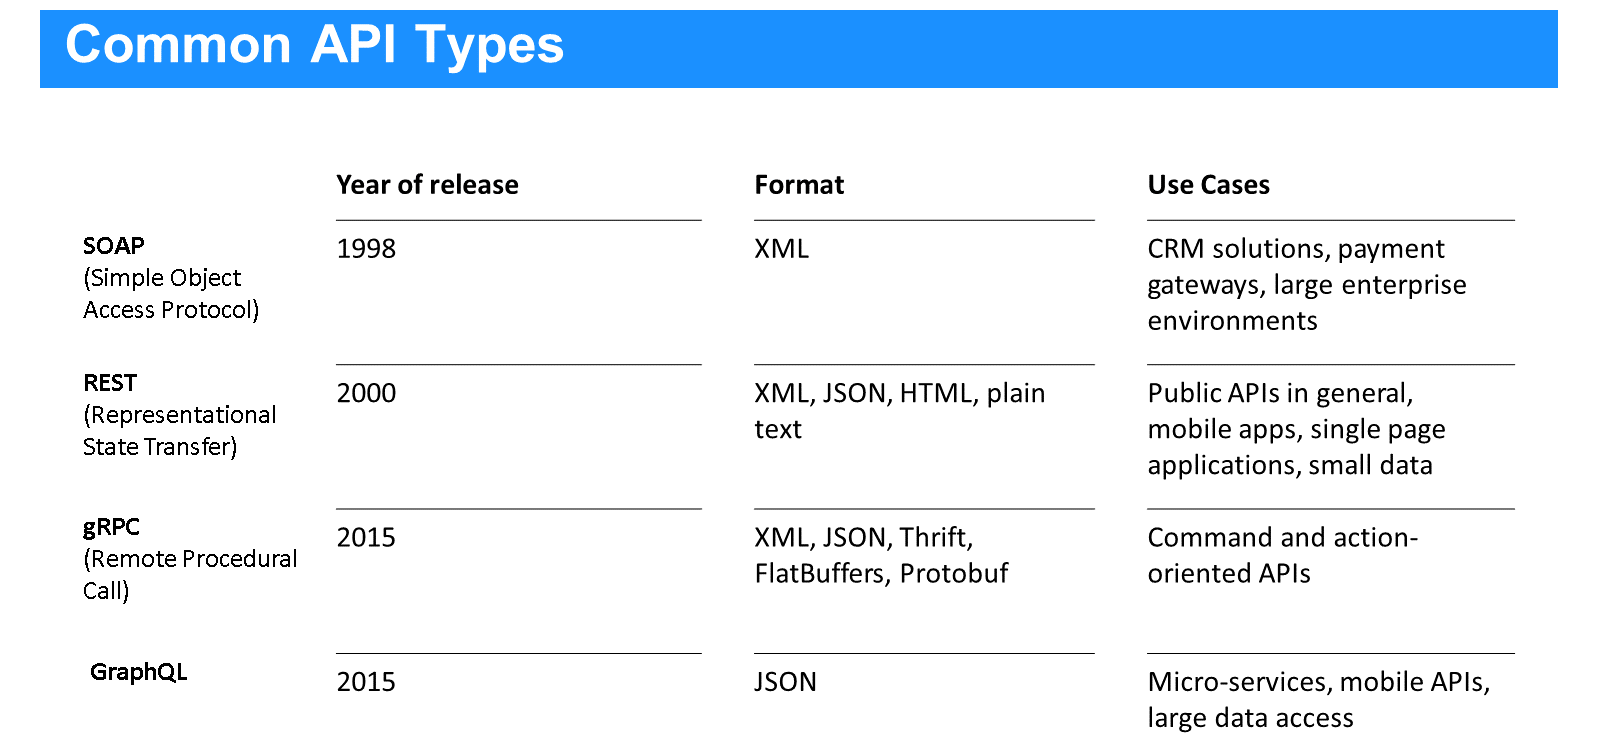 Common API Types
Year of release
Format
Use Cases
SOAP
(Simple Object
Access Protocol)
1998
XML
CRM solutions, payment
gateways, large enterprise
environments
REST
(Representational
State Transfer)
2000
XML, JSON, HTML, plain
text
Public APIs in general,
mobile apps, single page
applications, small data
gRPC
(Remote Procedural
Call)
2015
XML, JSON, Thrift,
FlatBuffers, Protobuf
Command and action-
oriented APIs
GraphQL
2015
JSON
Micro-services, mobile APIs,
large data access